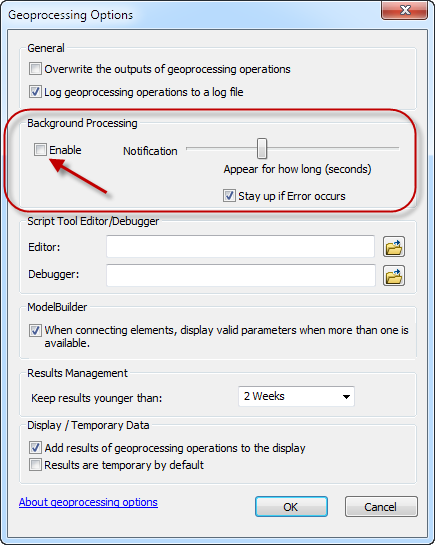 Geoprocessing Options
General
Overwrite the outputs of geoprocessing operations
Log geoprocessing operations to a log file
Background Processing
Enable
Notification
Appear for how long (seconds)
Stay up if Error occurs
Script Tool Editor/Debugger
Editor:
Debugger:
ModelBuilder
When connecting elements, display valid parameters when more than one is
available.
Results Management
Keep results younger than:
2 Weeks
Display / Temporary Data
Add results of geoprocessing operations to the display
Results are temporary by default
About geoprocessing options
OK
Cancel